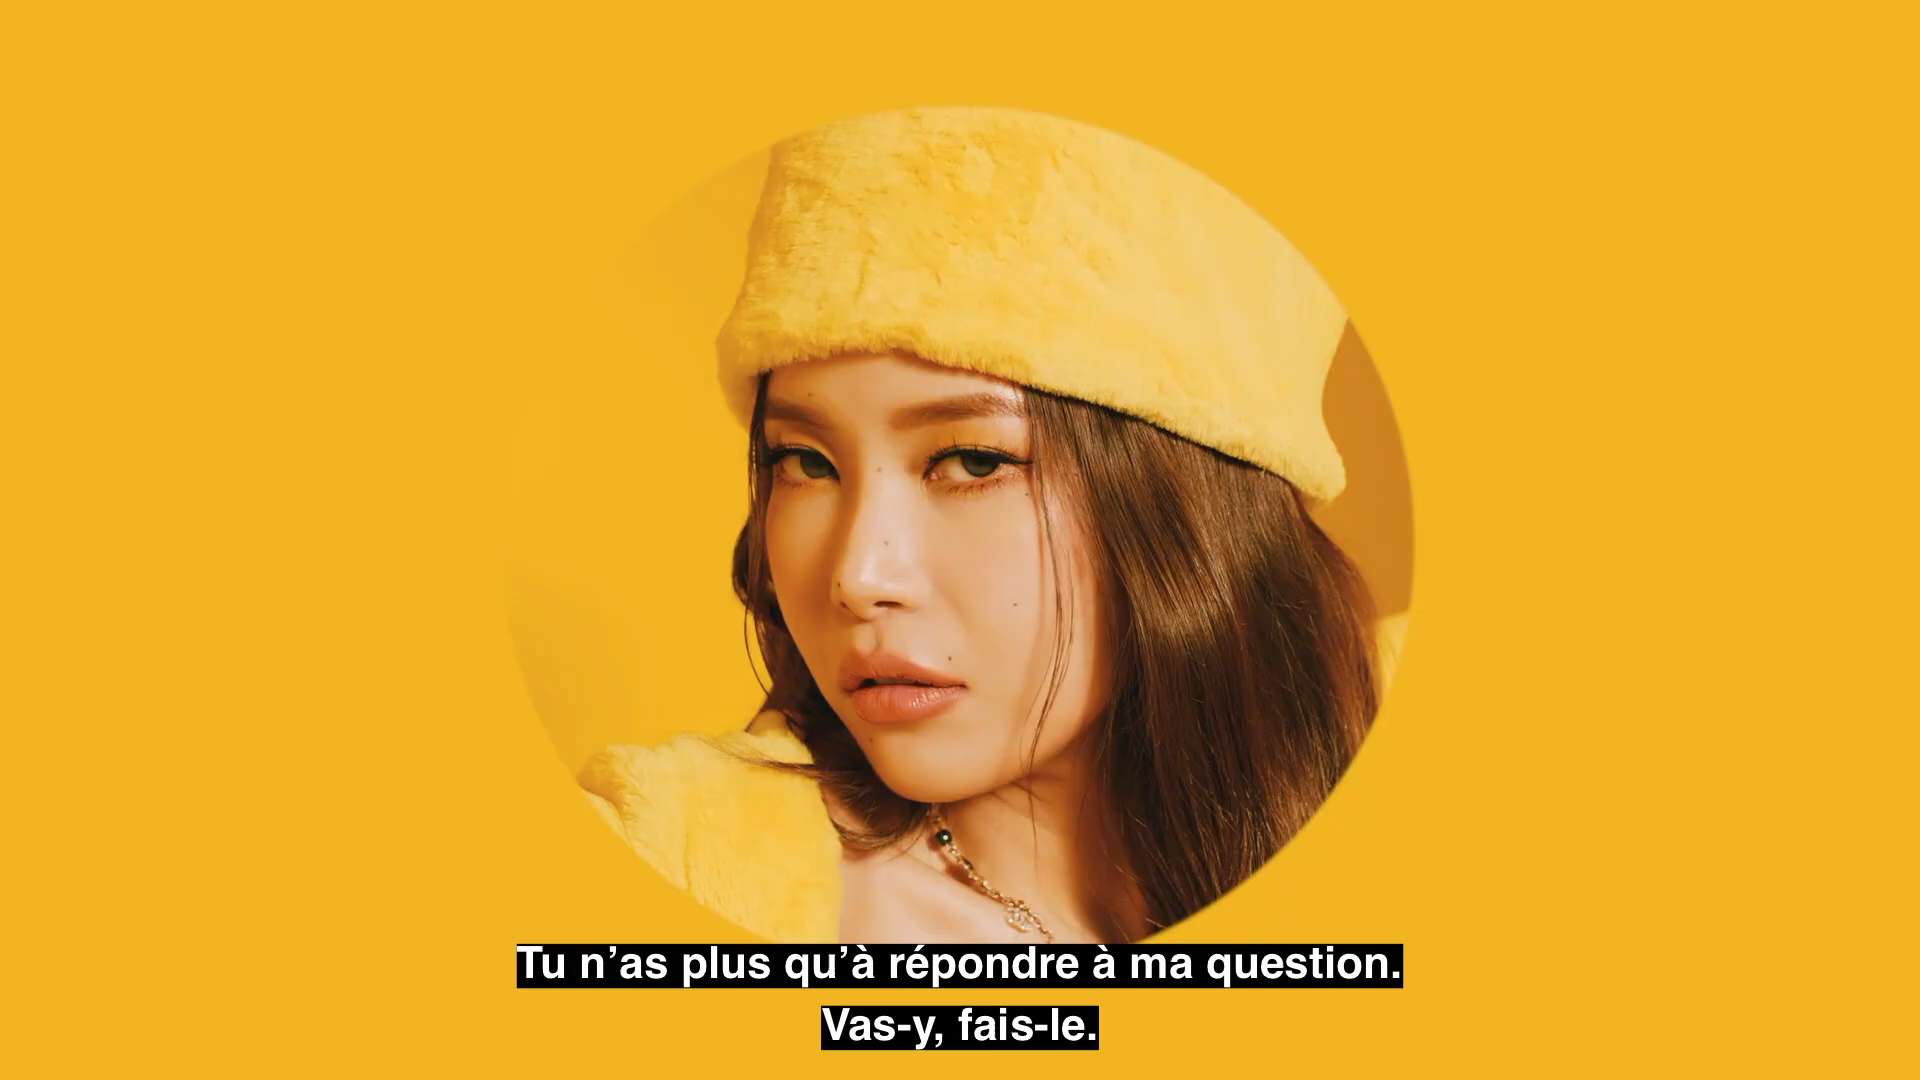 Tu n’as plus qu’à répondre à ma question.
Vas-y, fais-le.